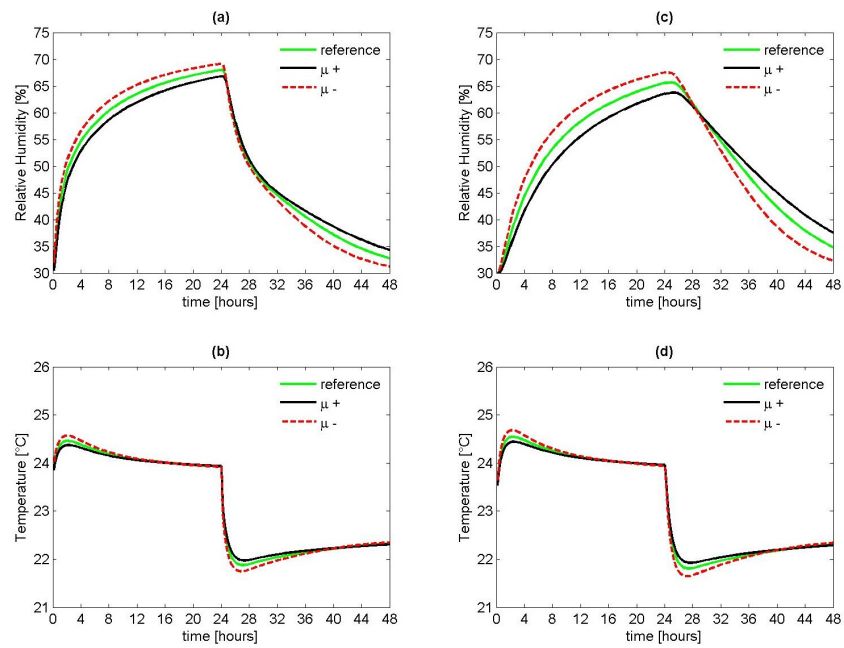 (a)
75
70
65
60
55
50
45
40
35
30
Relative Humidity [%]
reference
μ +
μ -
0 4 8 12 16 20 24 28 32 36 40 44 48
time [hours]
(c)
75
70
65
60
55
50
45
40
35
30
Relative Humidity [%]
reference
μ +
μ -
0 4 8 12 16 20 24 28 32 36 40 44 48
time [hours]
(b)
26
25
24
23
22
21
Temperature [°C]
reference
μ +
μ -
0 4 8 12 16 20 24 28 32 36 40 44 48
time [hours]
(d)
26
25
24
23
22
21
Temperature [°C]
reference
μ +
μ -
0 4 8 12 16 20 24 28 32 36 40 44 48
time [hours]